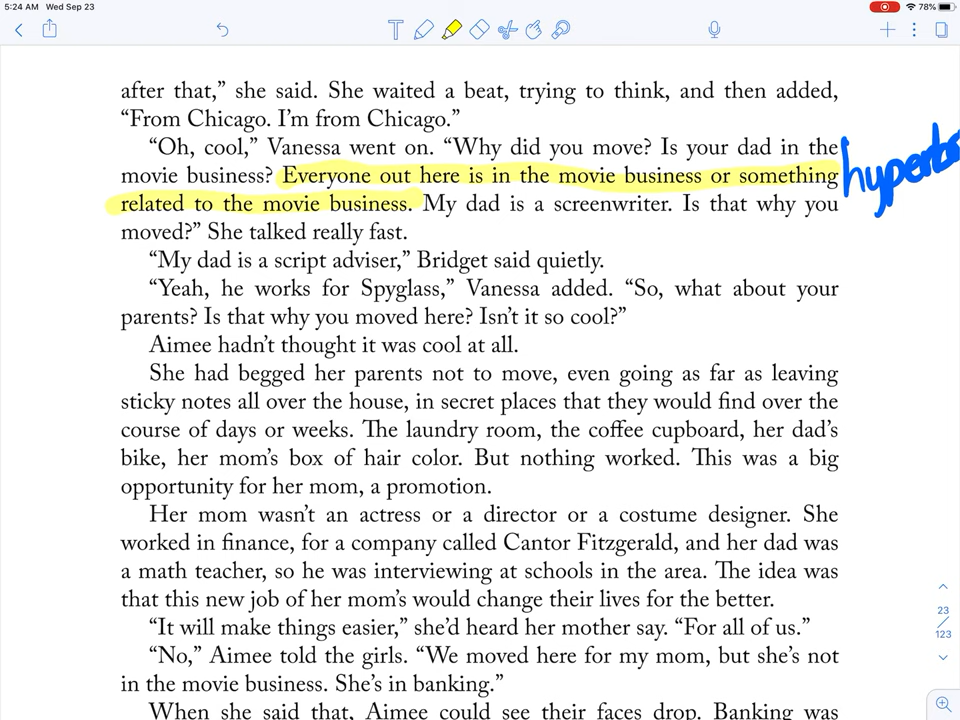 5:24 AM Wed Sep 23
78%
after that,” she said. She waited a beat, trying to think, and then added,
“From Chicago. I’m from Chicago.”
“Oh, cool,” Vanessa went on. “Why did you move? Is your dad in the
movie business? Everyone out here is in the movie business or something
related to the movie business. My dad is a screenwriter. Is that why you
moved?” She talked really fast.
“My dad is a script adviser,” Bridget said quietly.
“Yeah, he works for Spyglass,” Vanessa added. “So, what about your
parents? Is that why you moved here? Isn’t it so cool?”
Aimee hadn’t thought it was cool at all.
She had begged her parents not to move, even going as far as leaving
sticky notes all over the house, in secret places that they would find over the
course of days or weeks. The laundry room, the coffee cupboard, her dad’s
bike, her mom’s box of hair color. But nothing worked. This was a big
opportunity for her mom, a promotion.
Her mom wasn’t an actress or a director or a costume designer. She
worked in finance, for a company called Cantor Fitzgerald, and her dad was
a math teacher, so he was interviewing at schools in the area. The idea was
that this new job of her mom’s would change their lives for the better.
“It will make things easier,” she’d heard her mother say. “For all of us.”
“No,” Aimee told the girls. “We moved here for my mom, but she’s not
in the movie business. She’s in banking.”
When she said that, Aimee could see their faces drop. Banking was
23
/
123